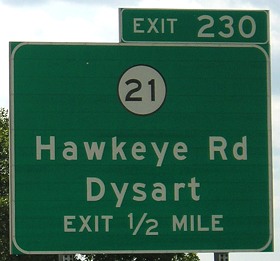 EXIT 230
21
Hawkeye Rd
Dysart
EXIT 1/2 MILE